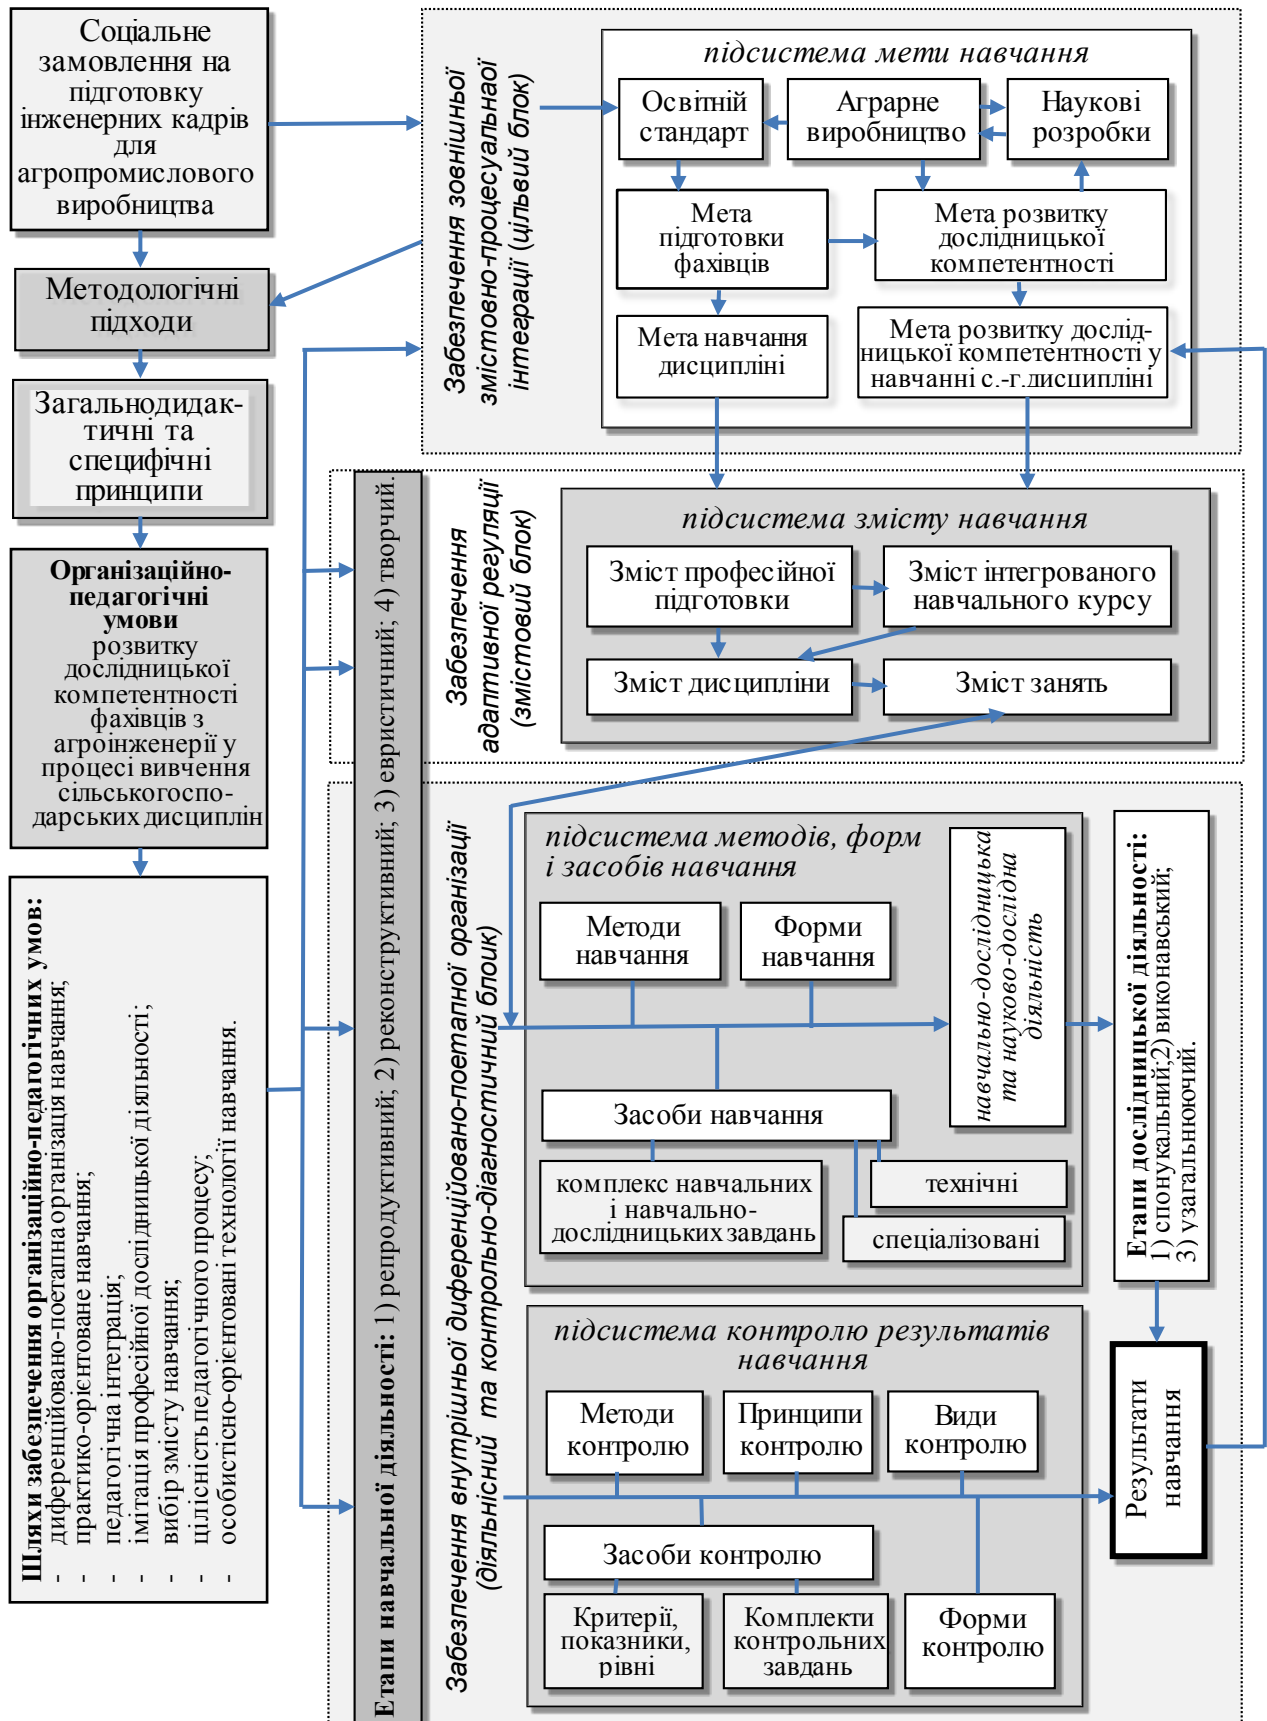 Соціальне
замовлення на
підготовку
інженерних кадрів
для
агропромислового
виробництва
Методологічні
підходи
Загальнодидак-
тичні та
специфічні
принципи
Організаційно-
педагогічні
умови
розвитку
дослідницької
компетентності
фахівців з
агроінженерії у
процесі вивчення
сільськогоспо-
дарських дисциплін
Шляхи забезпечення організаційно-педагогічних умов:
- диференційовано-поетапна організація навчання;
- практико-орієнтоване навчання;
- педагогічна інтеграція;
- імітація професійної дослідницької діяльності;
- вибір змісту навчання;
- цілісність педагогічного процесу;
- особистісно-орієнтовані технології навчання.
Етапи навчальної діяльності: 1) репродуктивний; 2) реконструктивний; 3) евристичний; 4) творчий.
Забезпечення зовнішньої
змістовно-процесуальнаої
інтеграції (цільвий блок)
підсистема мети навчання
Освітній
стандарт
Аграрне
виробництво
Наукові
розробки
Мета
підготовки
фахівців
Мета розвитку
дослідницької
компетентності
Мета навчання
дисципліні
Мета розвитку дослід-
ницької компетентності у
навчанні с.-г.дисципліні
Забезпечення
адаптивної регуляції
(змістовий блок)
підсистема змісту навчання
Зміст професійної
підготовки
Зміст інтегрованого
навчального курсу
Зміст дисципліни
Зміст занять
Забезпечення внутрішньої диференційовано-поетапної організації
(діяльнісний та контрольно-діагностичний блоик)
підсистема методів, форм
і засобів навчання
Методи
навчання
Форми
навчання
Засоби навчання
комплекс навчальних
і навчально-
дослідницьких завдань
технічні
спеціалізовані
навчально-дослідницька
та науково-дослідна
діяльність
Етапи дослідницької діяльності:
1) спонукальний;2) виконавський;
3) узагальнюючий.
підсистема контролю результатів
навчання
Методи
контролю
Принципи
контролю
Види
контролю
Засоби контролю
Критерії,
показники,
рівні
Комплекти
контрольних
завдань
Форми
контролю
Результати
навчання